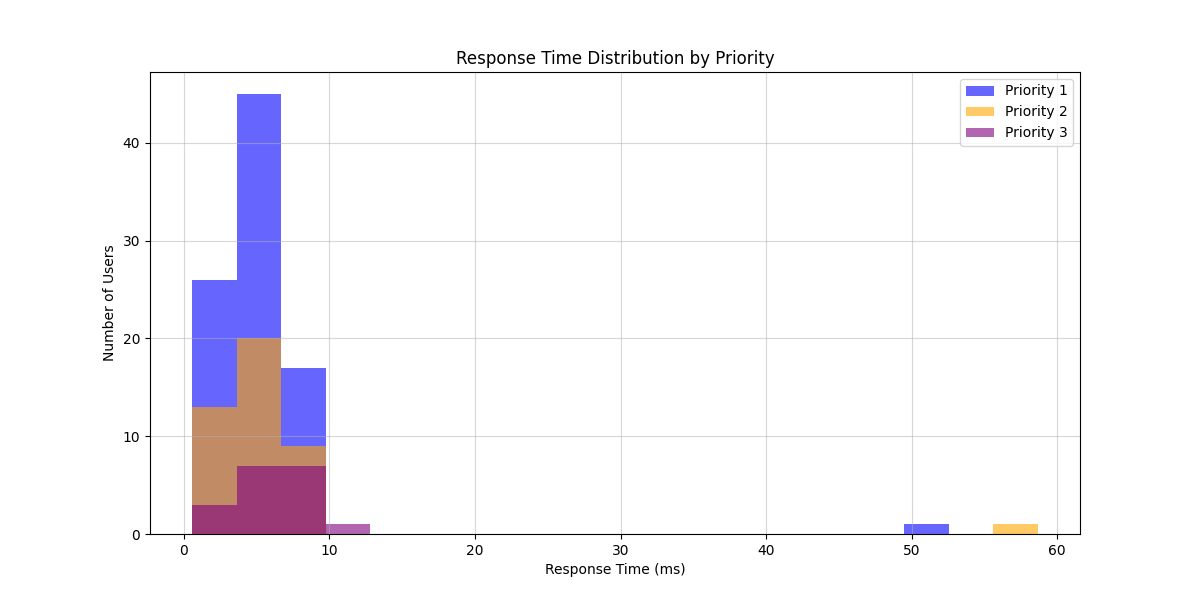 Response Time Distribution by Priority
Priority 1
Priority 2
Priority 3
Number of Users
40
30
20
10
0
0 10 20 30 40 50 60
Response Time (ms)